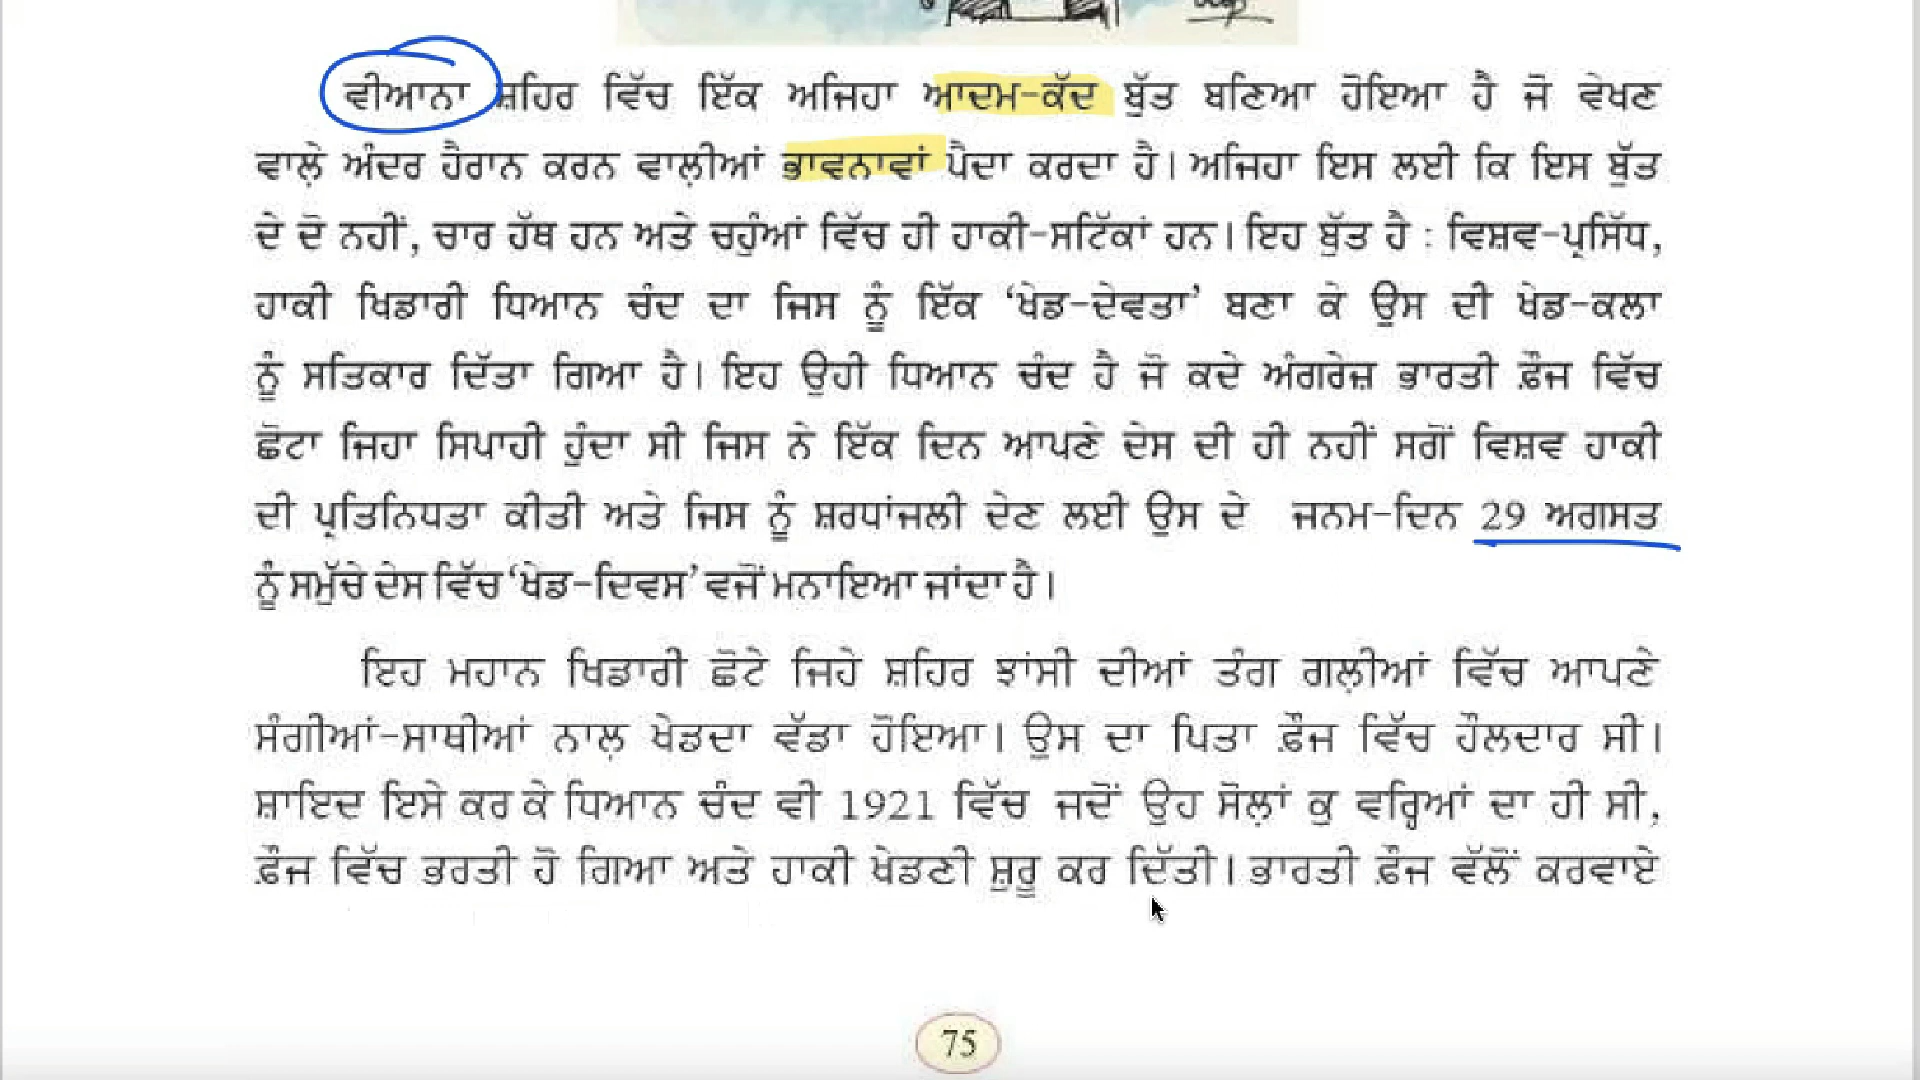 ਵੀਆਨਾ ਸ਼ਹਿਰ ਵਿੱਚ ਇੱਕ ਅਜਿਹਾ ਆਦਮ-ਕੱਦ ਬੁੱਤ ਬਣਿਆ ਹੋਇਆ ਹੈ ਜੋ ਵੇਖਣ
ਵਾਲ਼ੇ ਅੰਦਰ ਹੈਰਾਨ ਕਰਨ ਵਾਲ਼ੀਆਂ ਭਾਵਨਾਵਾਂ ਪੈਦਾ ਕਰਦਾ ਹੈ। ਅਜਿਹਾ ਇਸ ਲਈ ਕਿ ਇਸ ਬੁੱਤ
ਦੇ ਦੋ ਨਹੀਂ, ਚਾਰ ਹੱਥ ਹਨ ਅਤੇ ਚਹੁੰਆਂ ਵਿੱਚ ਹੀ ਹਾਕੀ-ਸਟਿੱਕਾਂ ਹਨ। ਇਹ ਬੁੱਤ ਹੈ : ਵਿਸ਼ਵ-ਪ੍ਰਸਿੱਧ,
ਹਾਕੀ ਖਿਡਾਰੀ ਧਿਆਨ ਚੰਦ ਦਾ ਜਿਸ ਨੂੰ ਇੱਕ ‘ਖੇਡ-ਦੇਵਤਾ’ ਬਣਾ ਕੇ ਉਸ ਦੀ ਖੇਡ-ਕਲਾ
ਨੂੰ ਸਤਿਕਾਰ ਦਿੱਤਾ ਗਿਆ ਹੈ। ਇਹ ਉਹੀ ਧਿਆਨ ਚੰਦ ਹੈ ਜੋ ਕਦੇ ਅੰਗਰੇਜ਼ ਭਾਰਤੀ ਫ਼ੌਜ ਵਿੱਚ
ਛੋਟਾ ਜਿਹਾ ਸਿਪਾਹੀ ਹੁੰਦਾ ਸੀ ਜਿਸ ਨੇ ਇੱਕ ਦਿਨ ਆਪਣੇ ਦੇਸ ਦੀ ਹੀ ਨਹੀਂ ਸਗੋਂ ਵਿਸ਼ਵ ਹਾਕੀ
ਦੀ ਪ੍ਰਤਿਨਿਧਤਾ ਕੀਤੀ ਅਤੇ ਜਿਸ ਨੂੰ ਸ਼ਰਧਾਂਜਲੀ ਦੇਣ ਲਈ ਉਸ ਦੇ ਜਨਮ-ਦਿਨ 29 ਅਗਸਤ
ਨੂੰ ਸਮੁੱਚੇ ਦੇਸ ਵਿੱਚ ‘ਖੇਡ-ਦਿਵਸ’ ਵਜੋਂ ਮਨਾਇਆ ਜਾਂਦਾ ਹੈ।
ਇਹ ਮਹਾਨ ਖਿਡਾਰੀ ਛੋਟੇ ਜਿਹੇ ਸ਼ਹਿਰ ਝਾਂਸੀ ਦੀਆਂ ਤੰਗ ਗਲ਼ੀਆਂ ਵਿੱਚ ਆਪਣੇ
ਸੰਗੀਆਂ-ਸਾਥੀਆਂ ਨਾਲ਼ ਖੇਡਦਾ ਵੱਡਾ ਹੋਇਆ। ਉਸ ਦਾ ਪਿਤਾ ਫ਼ੌਜ ਵਿੱਚ ਹੌਲਦਾਰ ਸੀ।
ਸ਼ਾਇਦ ਇਸੇ ਕਰ ਕੇ ਧਿਆਨ ਚੰਦ ਵੀ 1921 ਵਿੱਚ ਜਦੋਂ ਉਹ ਸੋਲ਼ਾਂ ਕੁ ਵਰ੍ਹਿਆਂ ਦਾ ਹੀ ਸੀ,
ਫ਼ੌਜ ਵਿੱਚ ਭਰਤੀ ਹੋ ਗਿਆ ਅਤੇ ਹਾਕੀ ਖੇਡਣੀ ਸ਼ੁਰੂ ਕਰ ਦਿੱਤੀ। ਭਾਰਤੀ ਫ਼ੌਜ ਵੱਲੋਂ ਕਰਵਾਏ
75